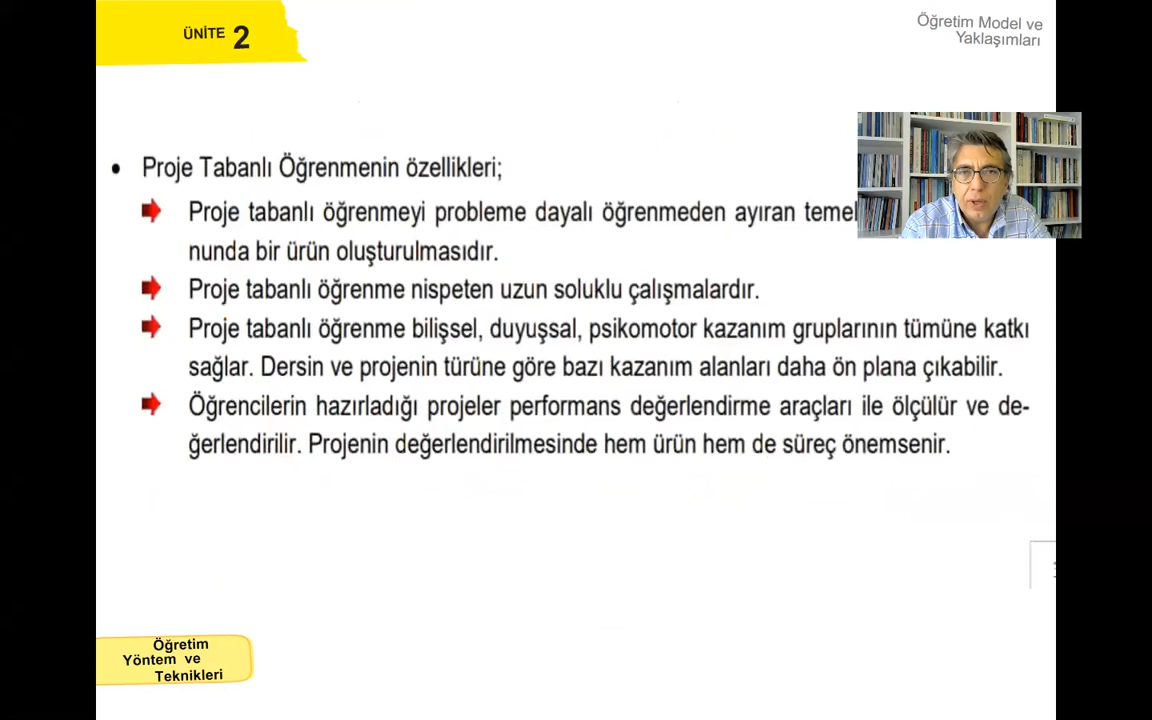 ÜNİTE 2
Öğretim Model ve
Yaklaşımları
• Proje Tabanlı Öğrenmenin özellikleri;
Proje tabanlı öğrenmeyi probleme dayalı öğrenmeden ayıran temel
nunda bir ürün oluşturulmasıdır.
Proje tabanlı öğrenme nispeten uzun soluklu çalışmalardır.
Proje tabanlı öğrenme bilişsel, duyuşsal, psikomotor kazanım gruplarının tümüne katkı
sağlar. Dersin ve projenin türüne göre bazı kazanım alanları daha ön plana çıkabilir.
Öğrencilerin hazırladığı projeler performans değerlendirme araçları ile ölçülür ve de-
ğerlendirilir. Projenin değerlendirilmesinde hem ürün hem de süreç önemsenir.
Öğretim
Yöntem ve
Teknikleri